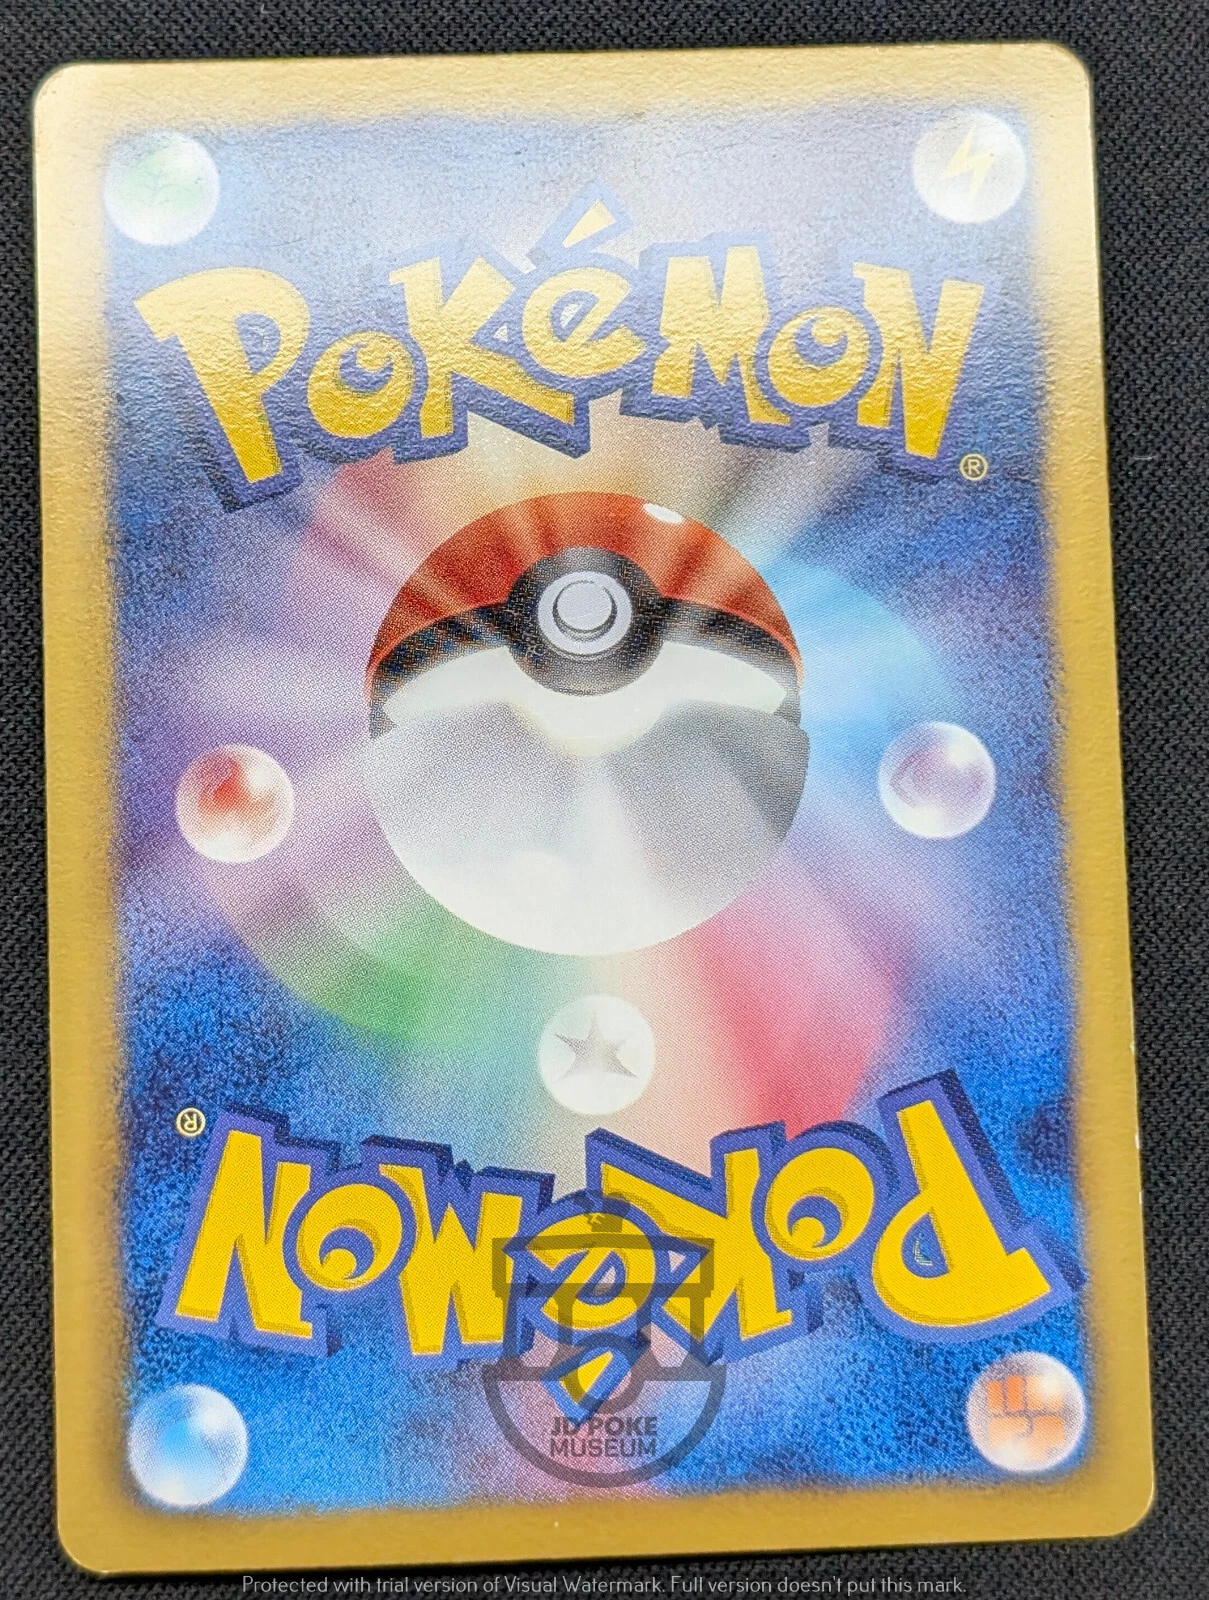 POKéMON
®
®
POKéMON
JD POKE
MUSEUM
Protected with trial version of Visual Watermark. Full version doesn't put this mark.